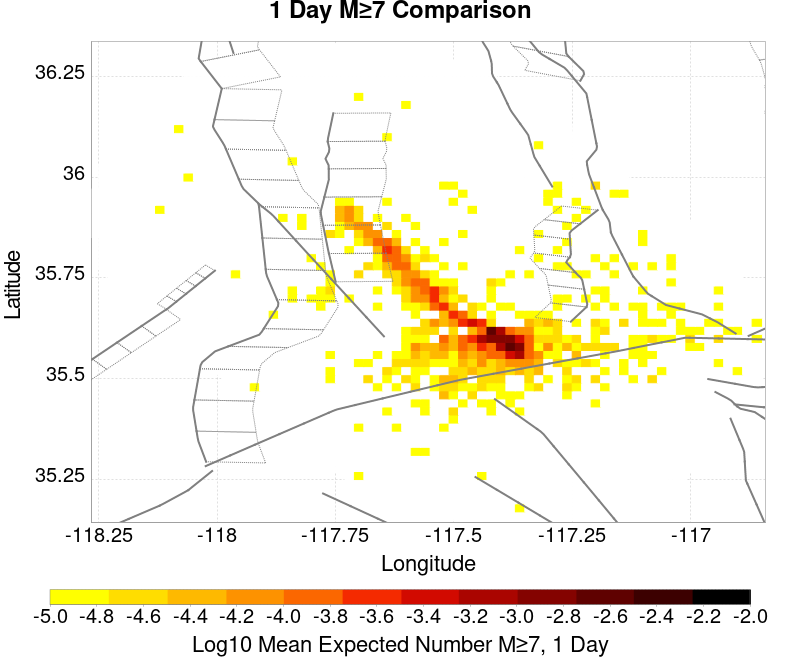 1 Day M≥7 Comparison
36.25
36
35.75
35.5
35.25
Latitude
-118.25 -118 -117.75 -117.5 -117.25 -117
Longitude
-5.0 -4.8 -4.6 -4.4 -4.2 -4.0 -3.8 -3.6 -3.4 -3.2 -3.0 -2.8 -2.6 -2.4 -2.2 -2.0
Log10 Mean Expected Number M≥7, 1 Day